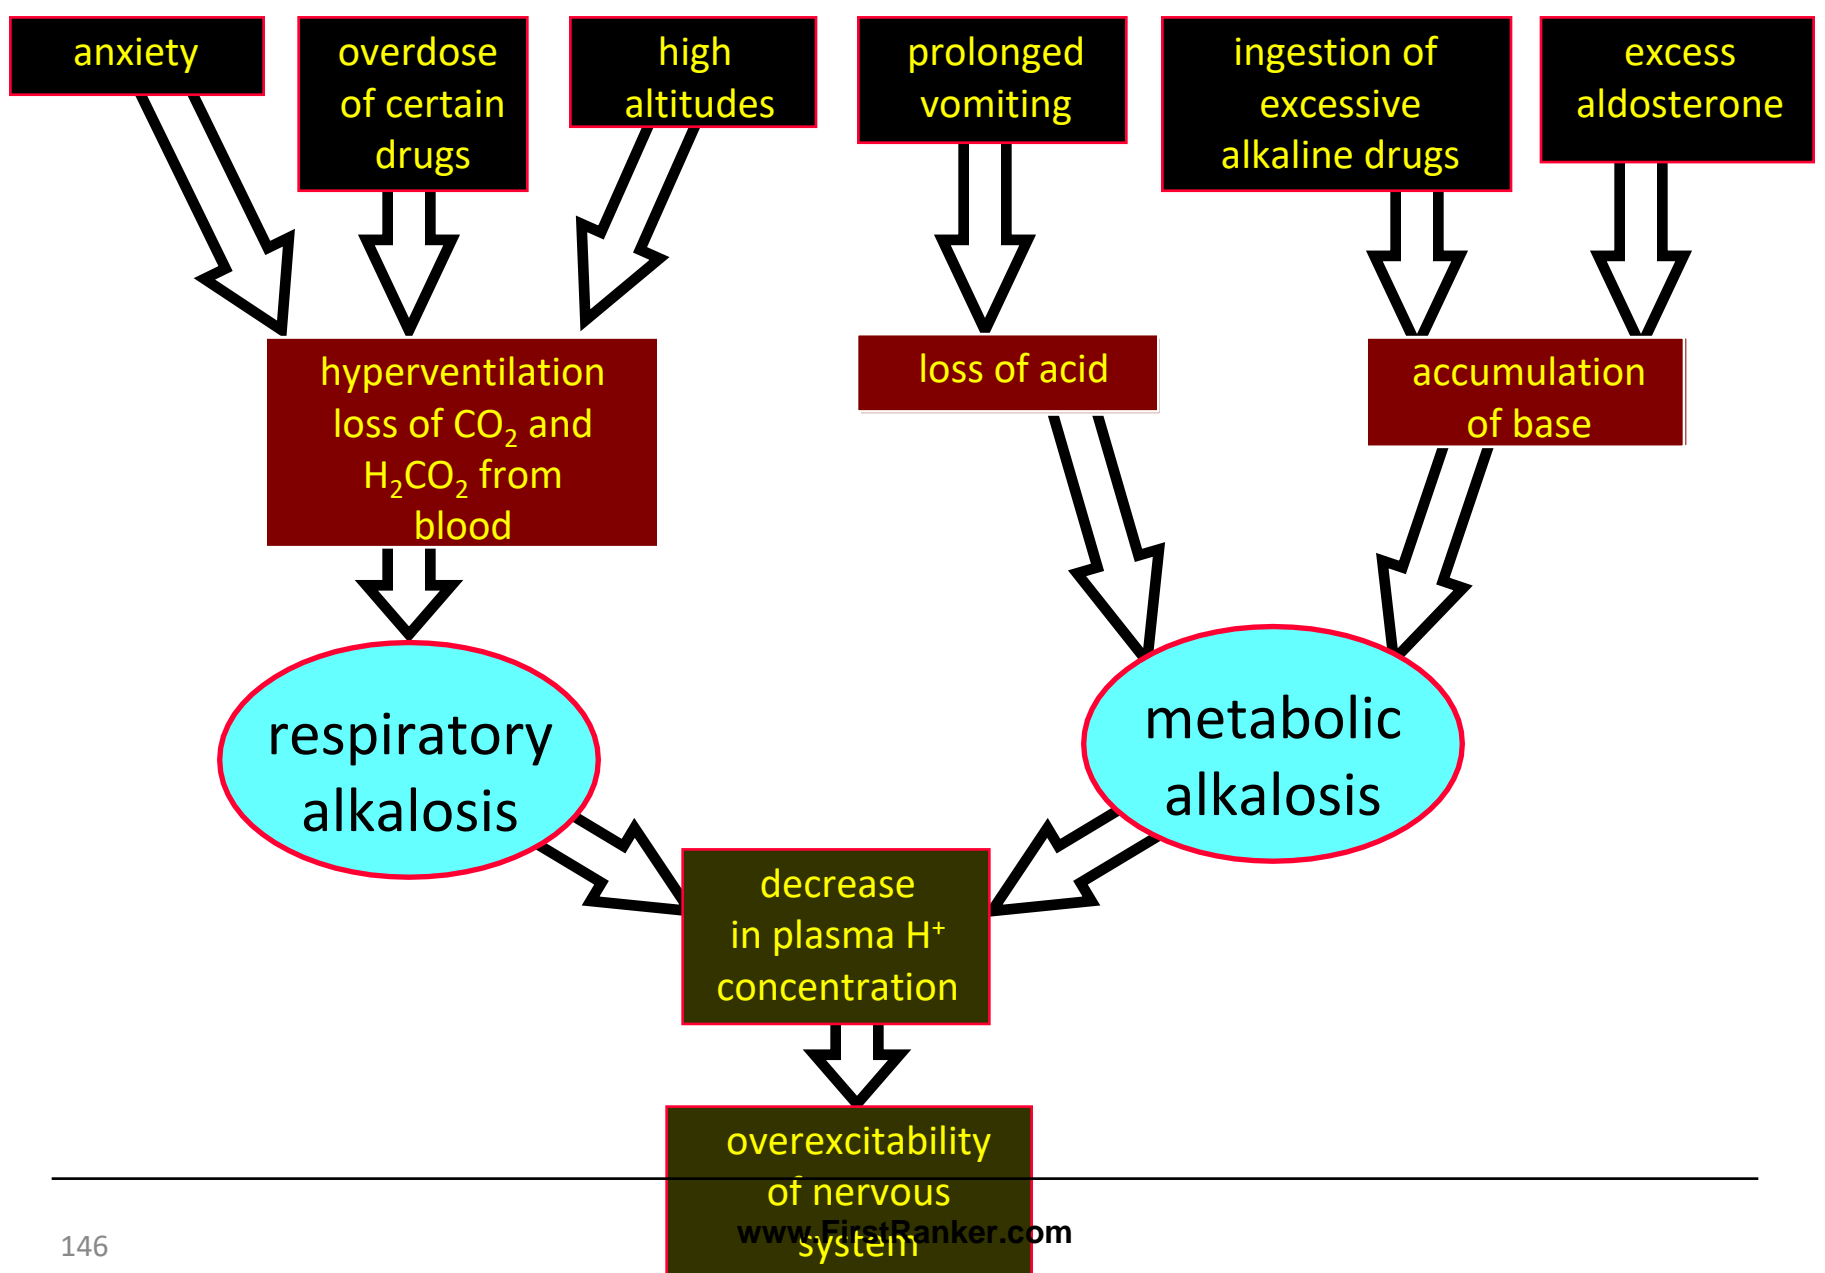 anxiety
overdose
of certain
drugs
high
altitudes
prolonged
vomiting
ingestion of
excessive
alkaline drugs
excess
aldosterone
hyperventilation
loss of CO₂ and
H₂CO₂ from
blood
loss of acid
accumulation
of base
respiratory
alkalosis
metabolic
alkalosis
decrease
in plasma H⁺
concentration
overexcitability
of nervous
system
www.FirstRanker.com
146